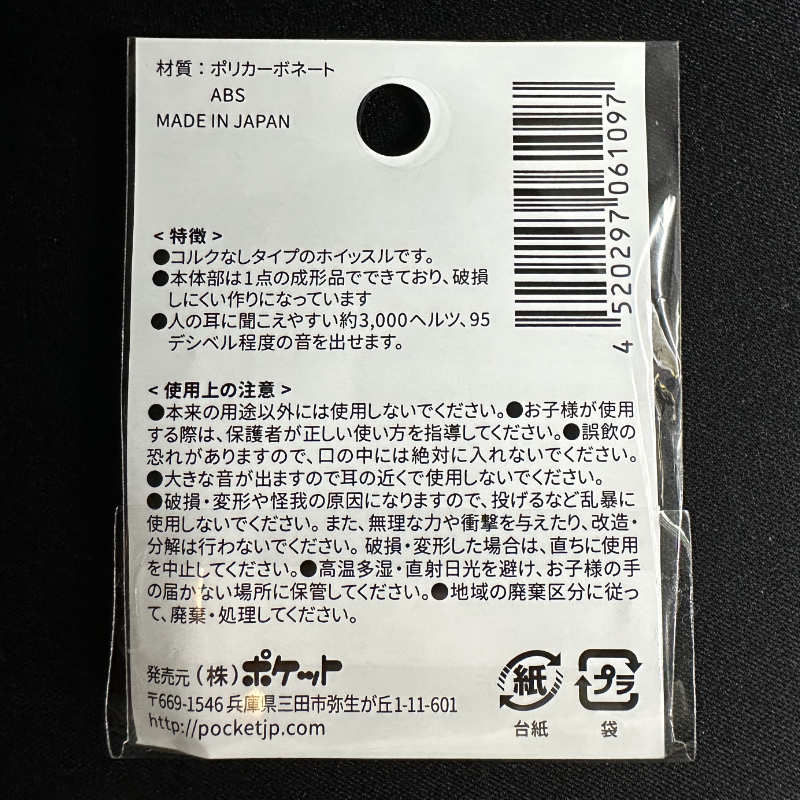 材質：ポリカーボネート
ABS
MADE IN JAPAN
4 520297 061097
< 特徴 >
●コルクなしタイプのホイッスルです。
●本体部は1点の成形品でできており、破損
しにくい作りになっています
●人の耳に聞こえやすい約3,000ヘルツ、95
デシベル程度の音を出せます。
< 使用上の注意 >
●本来の用途以外には使用しないでください。●お子様が使用
する際は、保護者が正しい使い方を指導してください。●誤飲の
恐れがありますので、口の中には絶対に入れないでください。
●大きな音が出ますので耳の近くで使用しないでください。
●破損・変形や怪我の原因になりますので、投げるなど乱暴に
使用しないでください。また、無理な力や衝撃を与えたり、改造・
分解は行わないでください。破損・変形した場合は、直ちに使用
を中止してください。●高温多湿・直射日光を避け、お子様の手
の届かない場所に保管してください。●地域の廃棄区分に従っ
て、廃棄・処理してください。
発売元 (株)ポケット
〒669-1546 兵庫県三田市弥生が丘1-11-601
http://pocketjp.com
紙
台紙
プラ
袋